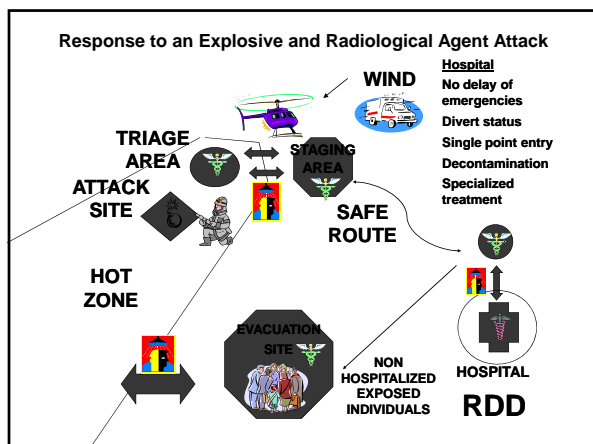 Response to an Explosive and Radiological Agent Attack
WIND
Hospital
No delay of
emergencies
Divert status
Single point entry
Decontamination
Specialized
treatment
TRIAGE
AREA
STAGING
AREA
ATTACK
SITE
SAFE
ROUTE
HOT
ZONE
EVACUATION
SITE
NON
HOSPITALIZED
EXPOSED
INDIVIDUALS
HOSPITAL
RDD